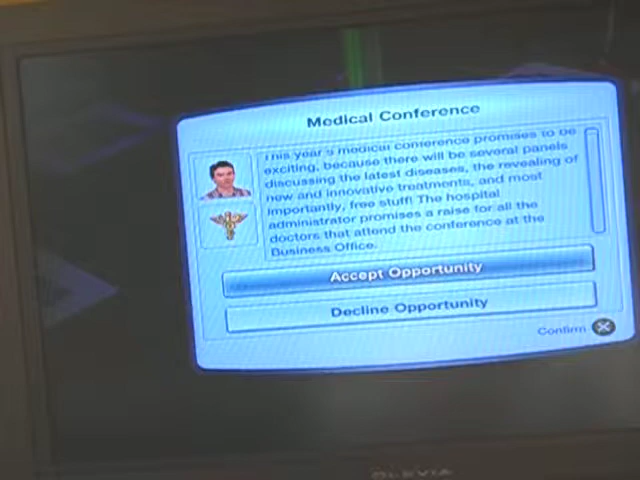 Medical Conference
This year's medical conference promises to be
exciting, because there will be several panels
discussing the latest diseases, the revealing of
new and innovative treatments, and most
importantly, free stuff! The hospital
administrator promises a raise for all the
doctors that attend the conference at the
Business Office.
Accept Opportunity
Decline Opportunity
Confirm
OLEVIA